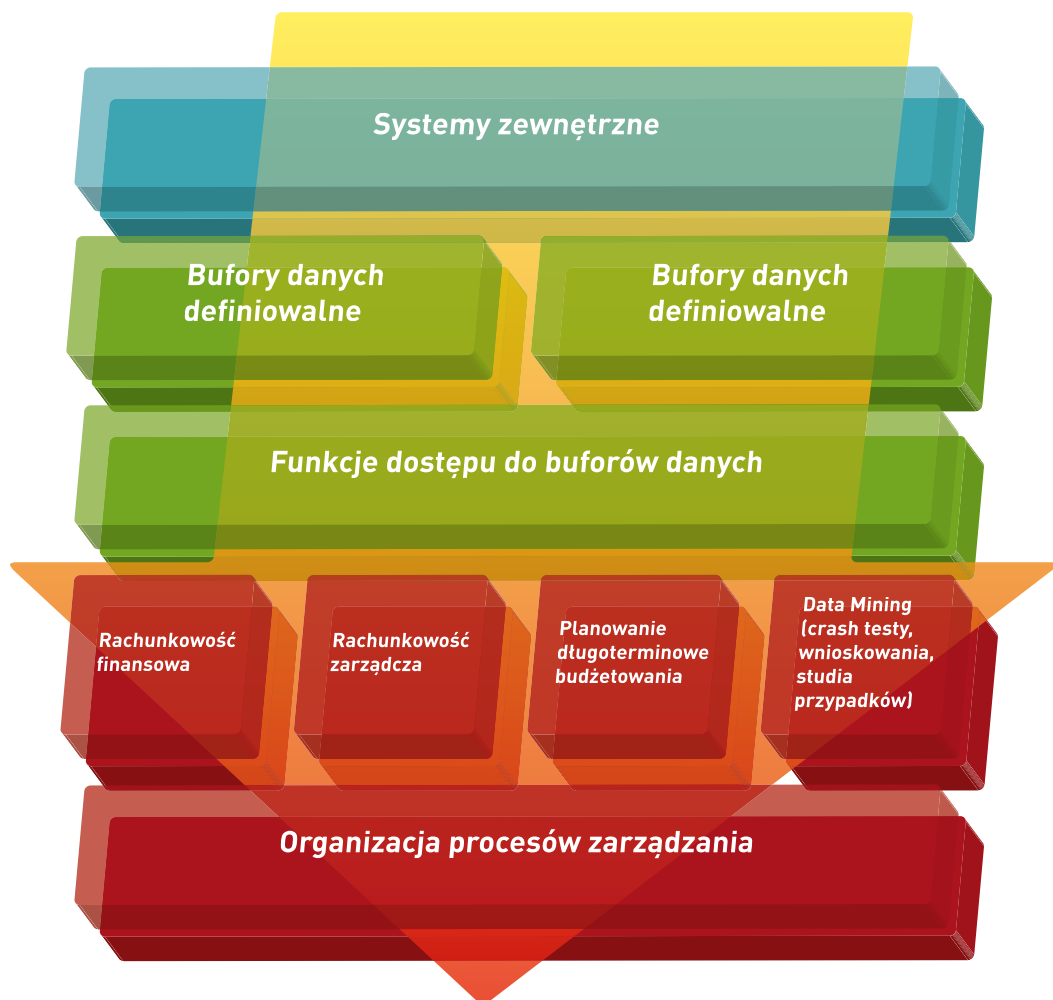 Systemy zewnętrzne
Bufory danych
definiowalne
Bufory danych
definiowalne
Funkcje dostępu do buforów danych
Rachunkowość
finansowa
Rachunkowość
zarządcza
Planowanie
długoterminowe
budżetowania
Data Mining
(crash testy,
wnioskowania,
studia
przypadków)
Organizacja procesów zarządzania